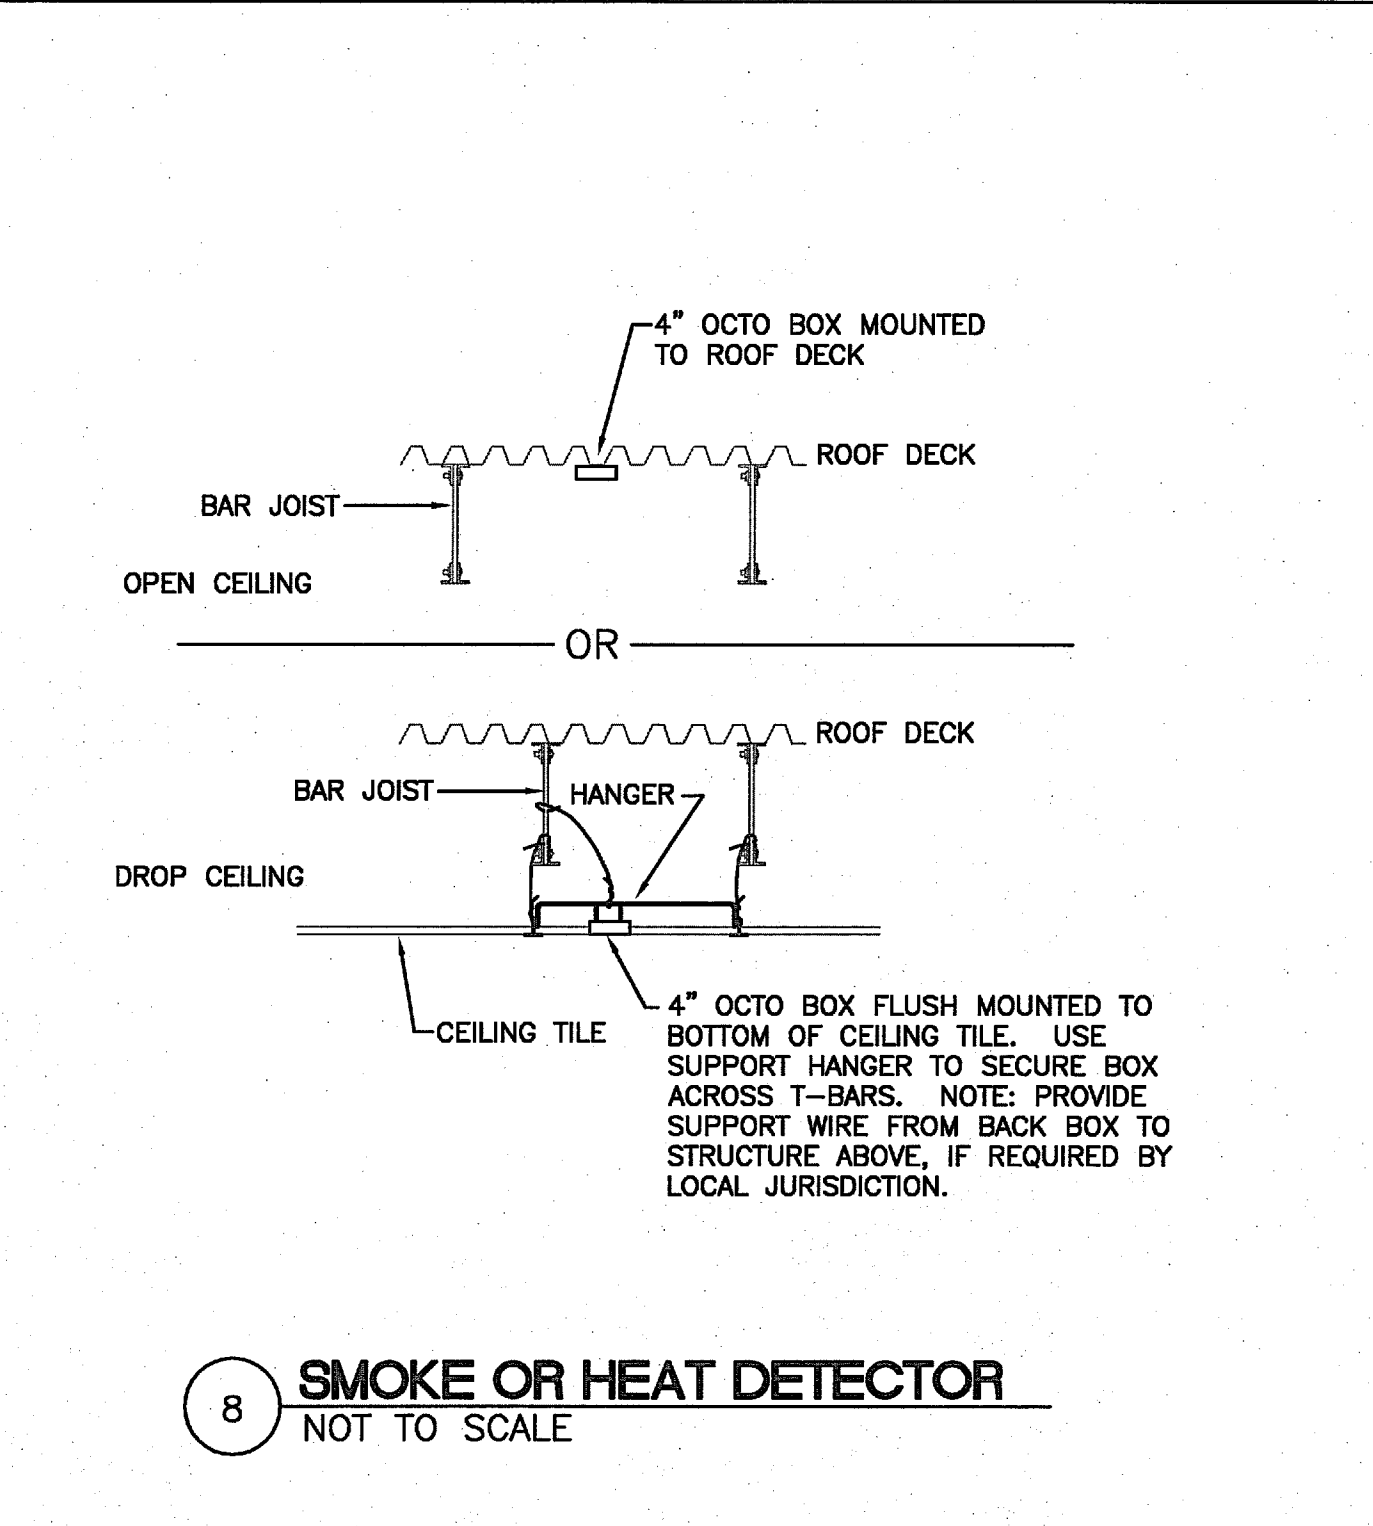 4" OCTO BOX MOUNTED
TO ROOF DECK
ROOF DECK
BAR JOIST
OPEN CEILING
OR
ROOF DECK
BAR JOIST
HANGER
DROP CEILING
CEILING TILE
4" OCTO BOX FLUSH MOUNTED TO
BOTTOM OF CEILING TILE. USE
SUPPORT HANGER TO SECURE BOX
ACROSS T-BARS. NOTE: PROVIDE
SUPPORT WIRE FROM BACK BOX TO
STRUCTURE ABOVE, IF REQUIRED BY
LOCAL JURISDICTION.
8
SMOKE OR HEAT DETECTOR
NOT TO SCALE